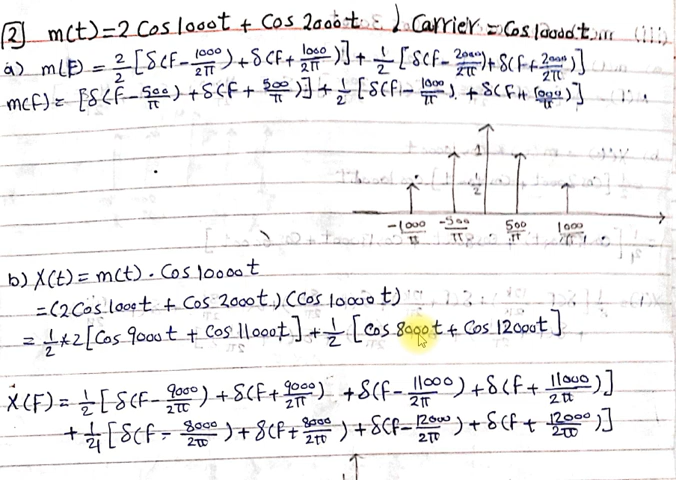 2 m(t) = 2 Cos 1000t + Cos 2000t , Carrier = Cos 10000t
a) m(F) = 2/2 [δ(F - 1000/2π) + δ(F + 1000/2π)] + 1/2 [δ(F - 2000/2π) + δ(F + 2000/2π)]
m(F) = [δ(F - 500/π) + δ(F + 500/π)] + 1/2 [δ(F - 1000/π) + δ(F + 1000/π)]
1
1/2
-1000/π -500/π 500/π 1000/π
b) X(t) = m(t) . Cos 10000t
= (2 Cos 1000t + Cos 2000t) (Cos 10000t)
= 1/2 * 2 [Cos 9000t + Cos 11000t] + 1/2 [Cos 8000t + Cos 12000t]
X(F) = 1/2 [δ(F - 9000/2π) + δ(F + 9000/2π) + δ(F - 11000/2π) + δ(F + 11000/2π)]
+ 1/4 [δ(F - 8000/2π) + δ(F + 8000/2π) + δ(F - 12000/2π) + δ(F + 12000/2π)]